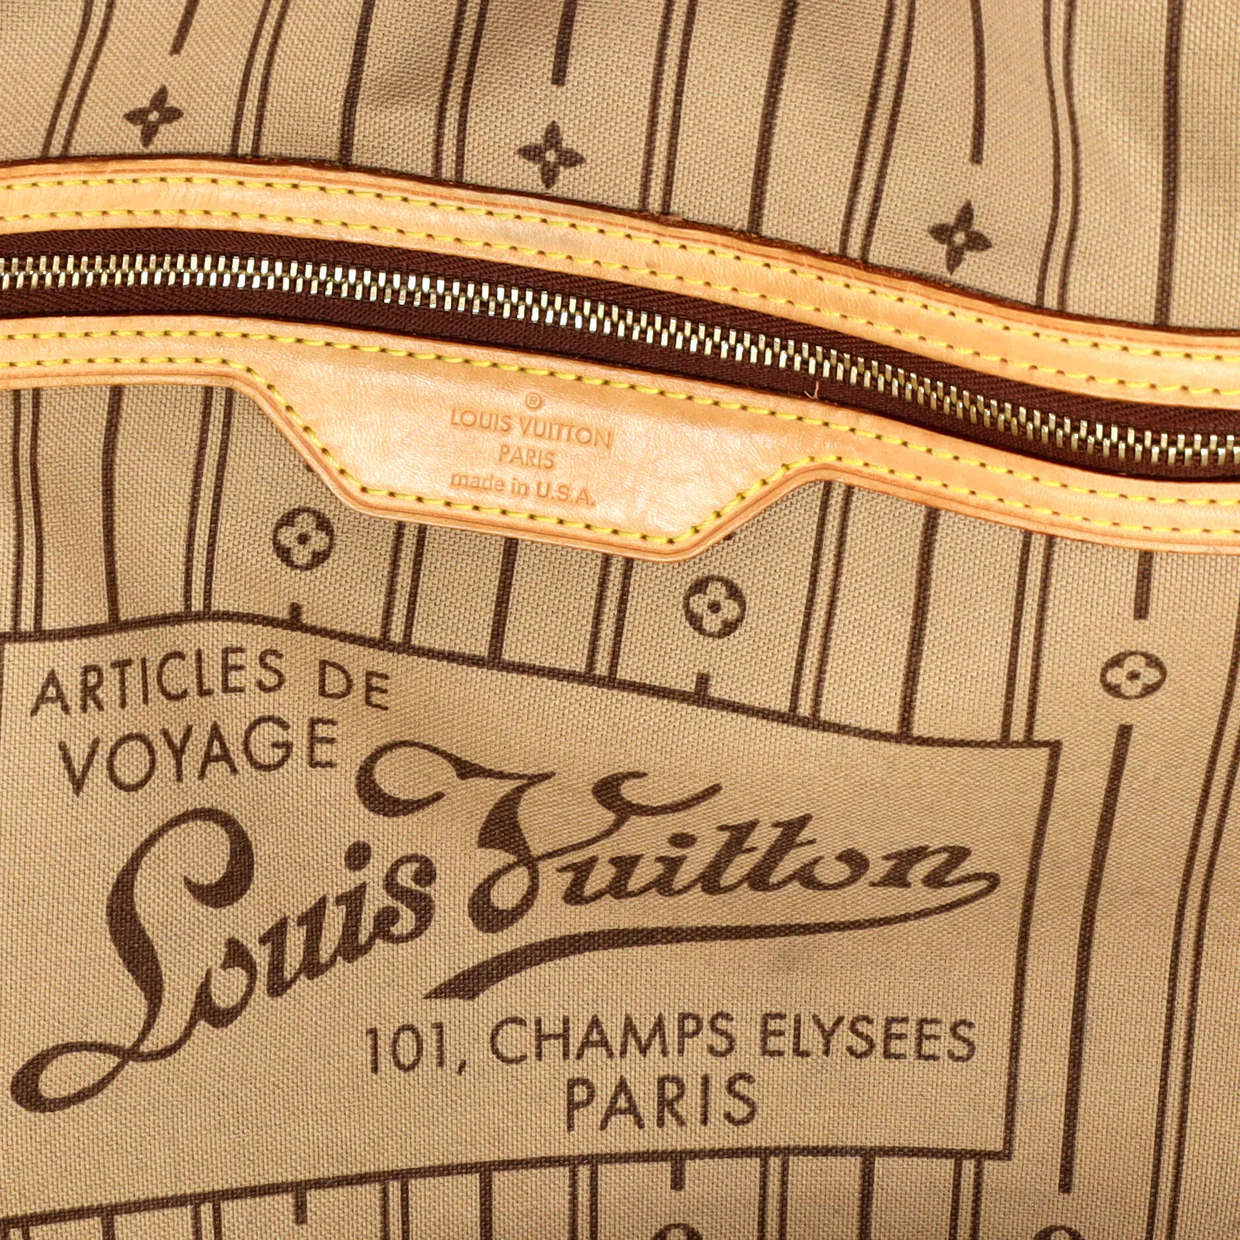 ®
LOUIS VUITTON
PARIS
made in U.S.A.
ARTICLES DE
VOYAGE
Louis Vuitton
101, CHAMPS ELYSEES
PARIS